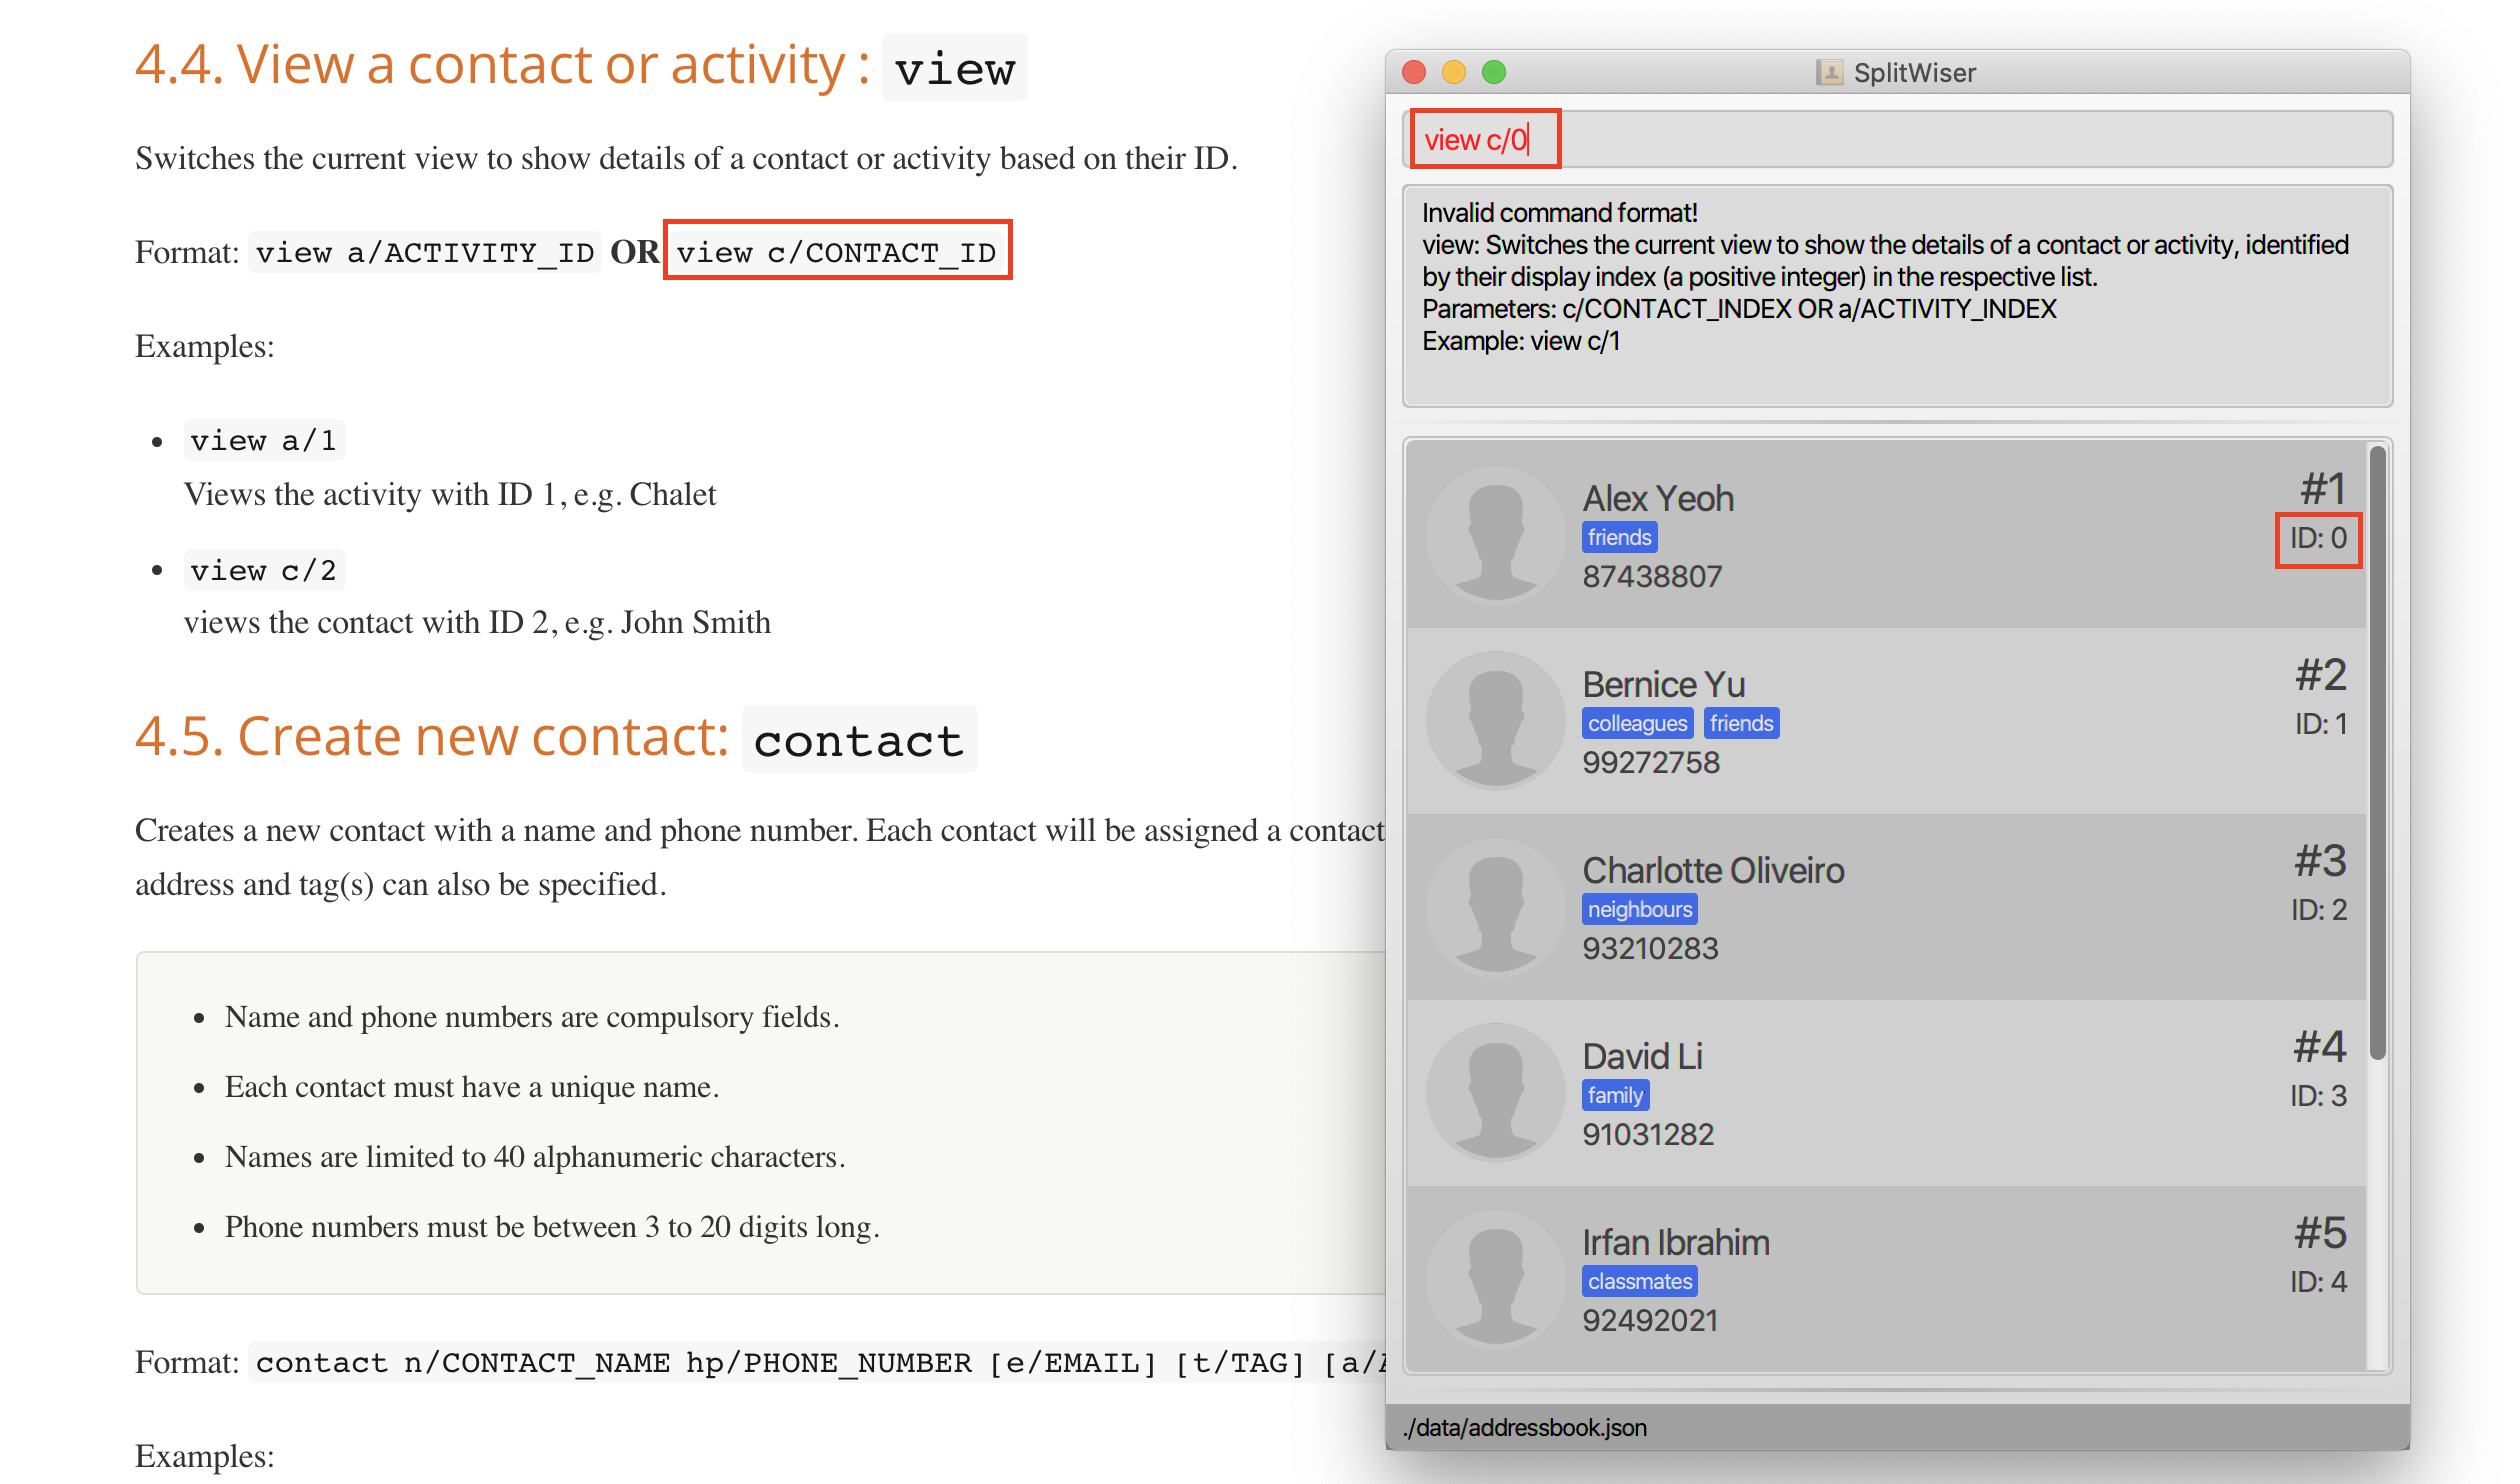 4.4. View a contact or activity : view
Switches the current view to show details of a contact or activity based on their ID.
Format: view a/ACTIVITY_ID OR view c/CONTACT_ID
Examples:
• view a/1
Views the activity with ID 1, e.g. Chalet
• view c/2
views the contact with ID 2, e.g. John Smith
4.5. Create new contact: contact
Creates a new contact with a name and phone number. Each contact will be assigned a contact
address and tag(s) can also be specified.
• Name and phone numbers are compulsory fields.
• Each contact must have a unique name.
• Names are limited to 40 alphanumeric characters.
• Phone numbers must be between 3 to 20 digits long.
Format: contact n/CONTACT_NAME hp/PHONE_NUMBER [e/EMAIL] [t/TAG] [a/
Examples:
SplitWiser
view c/0
Invalid command format!
view: Switches the current view to show the details of a contact or activity, identified
by their display index (a positive integer) in the respective list.
Parameters: c/CONTACT_INDEX OR a/ACTIVITY_INDEX
Example: view c/1
Alex Yeoh #1
friends ID: 0
87438807
Bernice Yu #2
colleagues friends ID: 1
99272758
Charlotte Oliveiro #3
neighbours ID: 2
93210283
David Li #4
family ID: 3
91031282
Irfan Ibrahim #5
classmates ID: 4
92492021
./data/addressbook.json